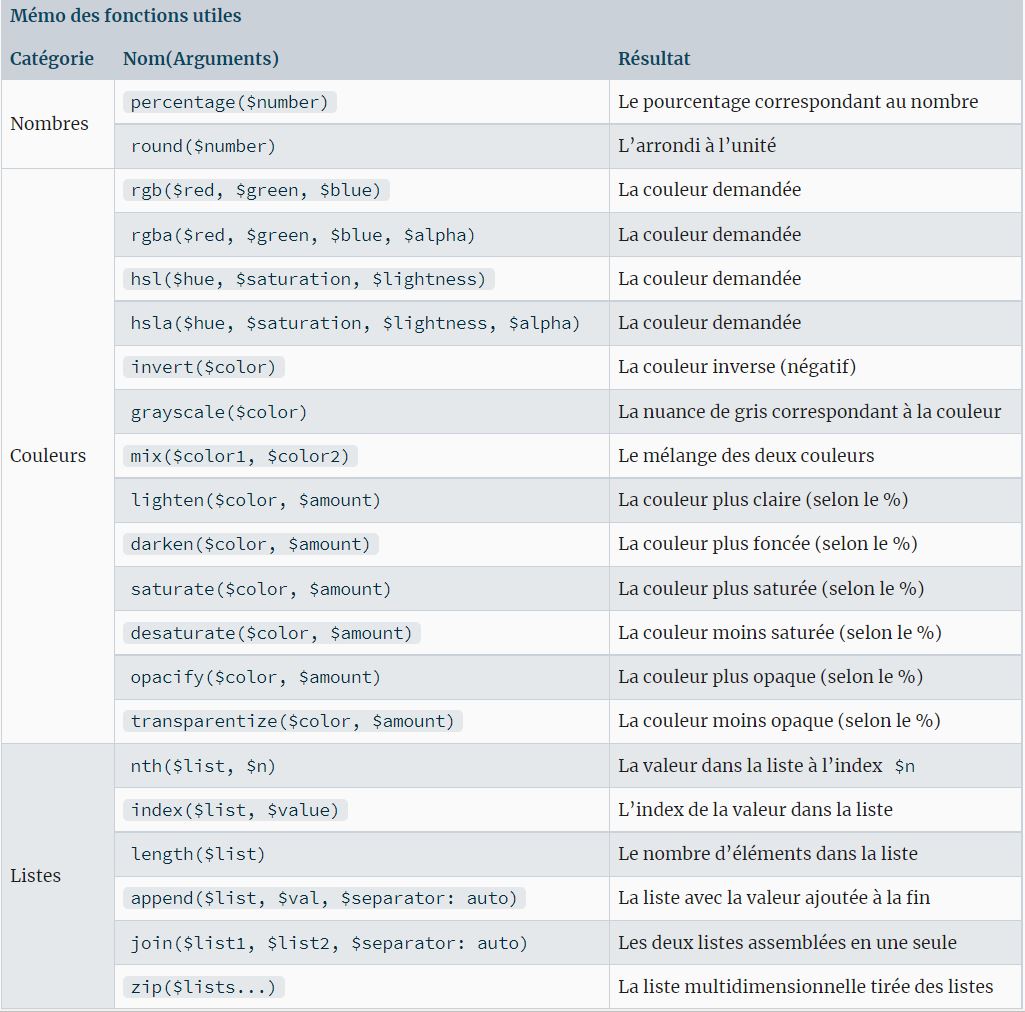 Mémo des fonctions utiles
Catégorie Nom(Arguments) Résultat
Nombres
percentage($number) Le pourcentage correspondant au nombre
round($number) L’arrondi à l’unité
Couleurs
rgb($red, $green, $blue) La couleur demandée
rgba($red, $green, $blue, $alpha) La couleur demandée
hsl($hue, $saturation, $lightness) La couleur demandée
hsla($hue, $saturation, $lightness, $alpha) La couleur demandée
invert($color) La couleur inverse (négatif)
grayscale($color) La nuance de gris correspondant à la couleur
mix($color1, $color2) Le mélange des deux couleurs
lighten($color, $amount) La couleur plus claire (selon le %)
darken($color, $amount) La couleur plus foncée (selon le %)
saturate($color, $amount) La couleur plus saturée (selon le %)
desaturate($color, $amount) La couleur moins saturée (selon le %)
opacify($color, $amount) La couleur plus opaque (selon le %)
transparentize($color, $amount) La couleur moins opaque (selon le %)
Listes
nth($list, $n) La valeur dans la liste à l’index $n
index($list, $value) L’index de la valeur dans la liste
length($list) Le nombre d’éléments dans la liste
append($list, $val, $separator: auto) La liste avec la valeur ajoutée à la fin
join($list1, $list2, $separator: auto) Les deux listes assemblées en une seule
zip($lists...) La liste multidimensionnelle tirée des listes